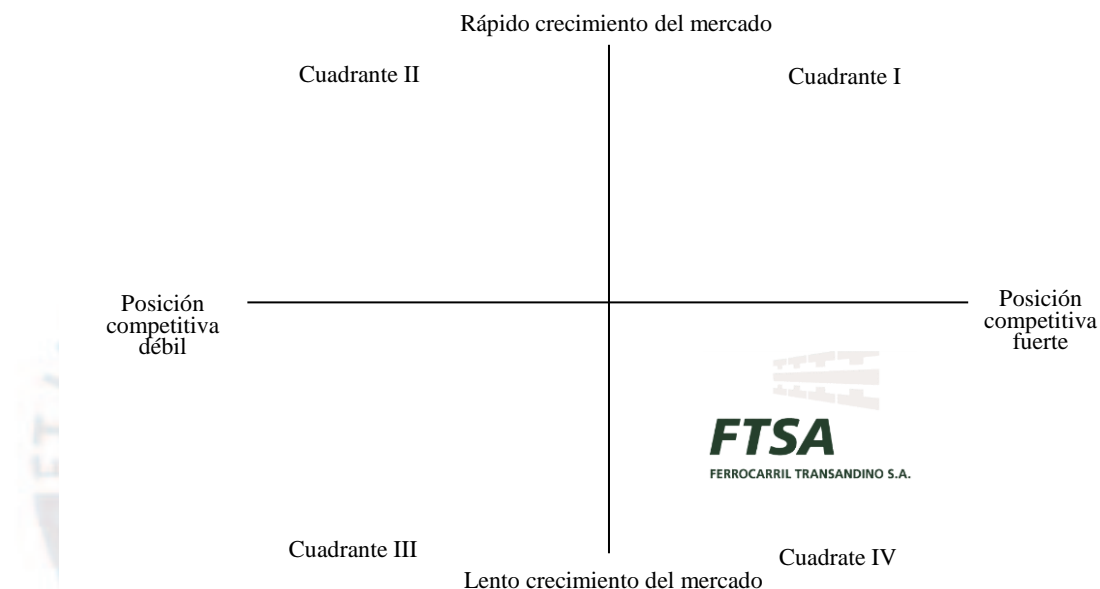 Rápido crecimiento del mercado
Cuadrante II
Cuadrante I
Posición
competitiva
débil
Posición
competitiva
fuerte
FTSA
FERROCARRIL TRANSANDINO S.A.
Cuadrante III
Cuadrate IV
Lento crecimiento del mercado